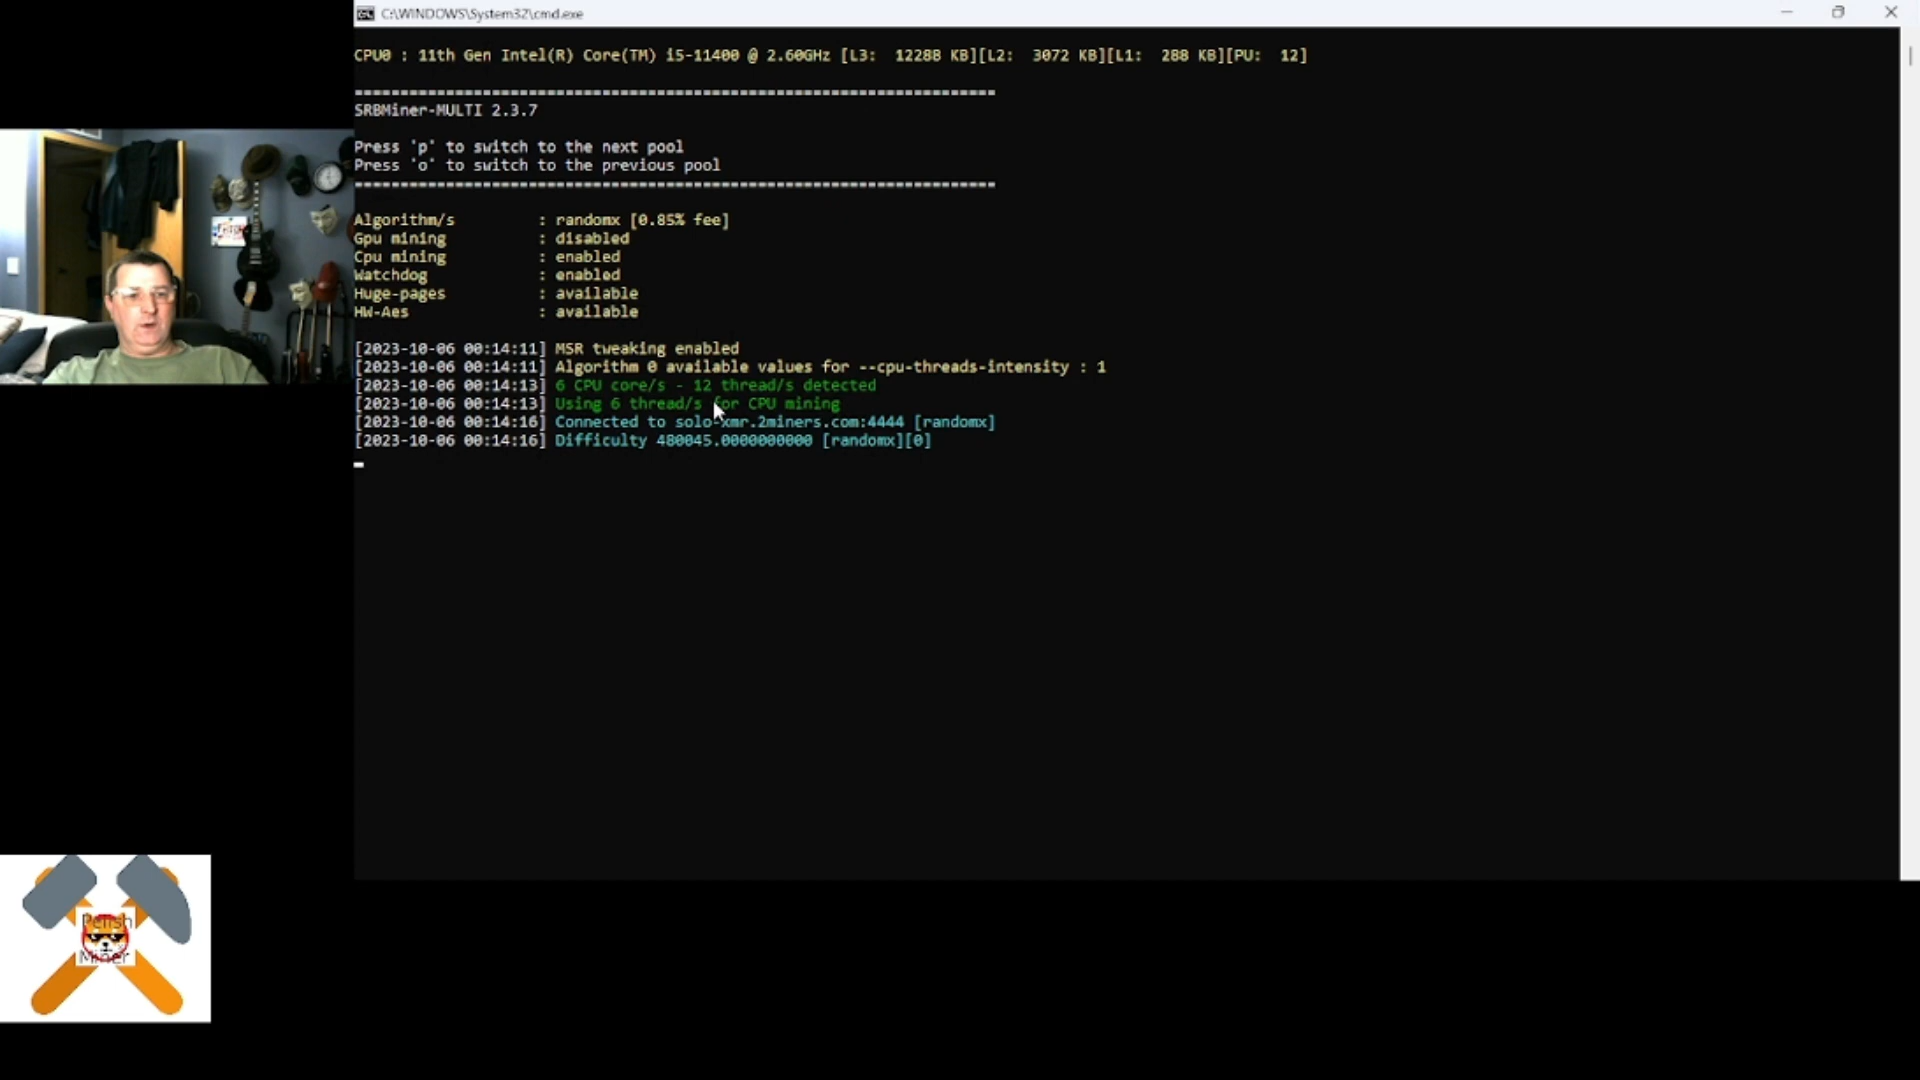 C:\WINDOWS\System32\cmd.exe
CPU0 : 11th Gen Intel(R) Core(TM) i5-11400 @ 2.60GHz [L3: 12288 KB][L2: 3072 KB][L1: 288 KB][PU: 12]
======================================================================
SRBMiner-MULTI 2.3.7
Press 'p' to switch to the next pool
Press 'o' to switch to the previous pool
======================================================================
Algorithm/s : randomx [0.85% fee]
Gpu mining : disabled
Cpu mining : enabled
Watchdog : enabled
Huge-pages : available
HW-Aes : available
[2023-10-06 00:14:11] MSR tweaking enabled
[2023-10-06 00:14:11] Algorithm 0 available values for --cpu-threads-intensity : 1
[2023-10-06 00:14:13] 6 CPU core/s - 12 thread/s detected
[2023-10-06 00:14:13] Using 6 thread/s for CPU mining
[2023-10-06 00:14:16] Connected to solo-xmr.2miners.com:4444 [randomx]
[2023-10-06 00:14:16] Difficulty 480045.0000000000 [randomx][0]
Miner